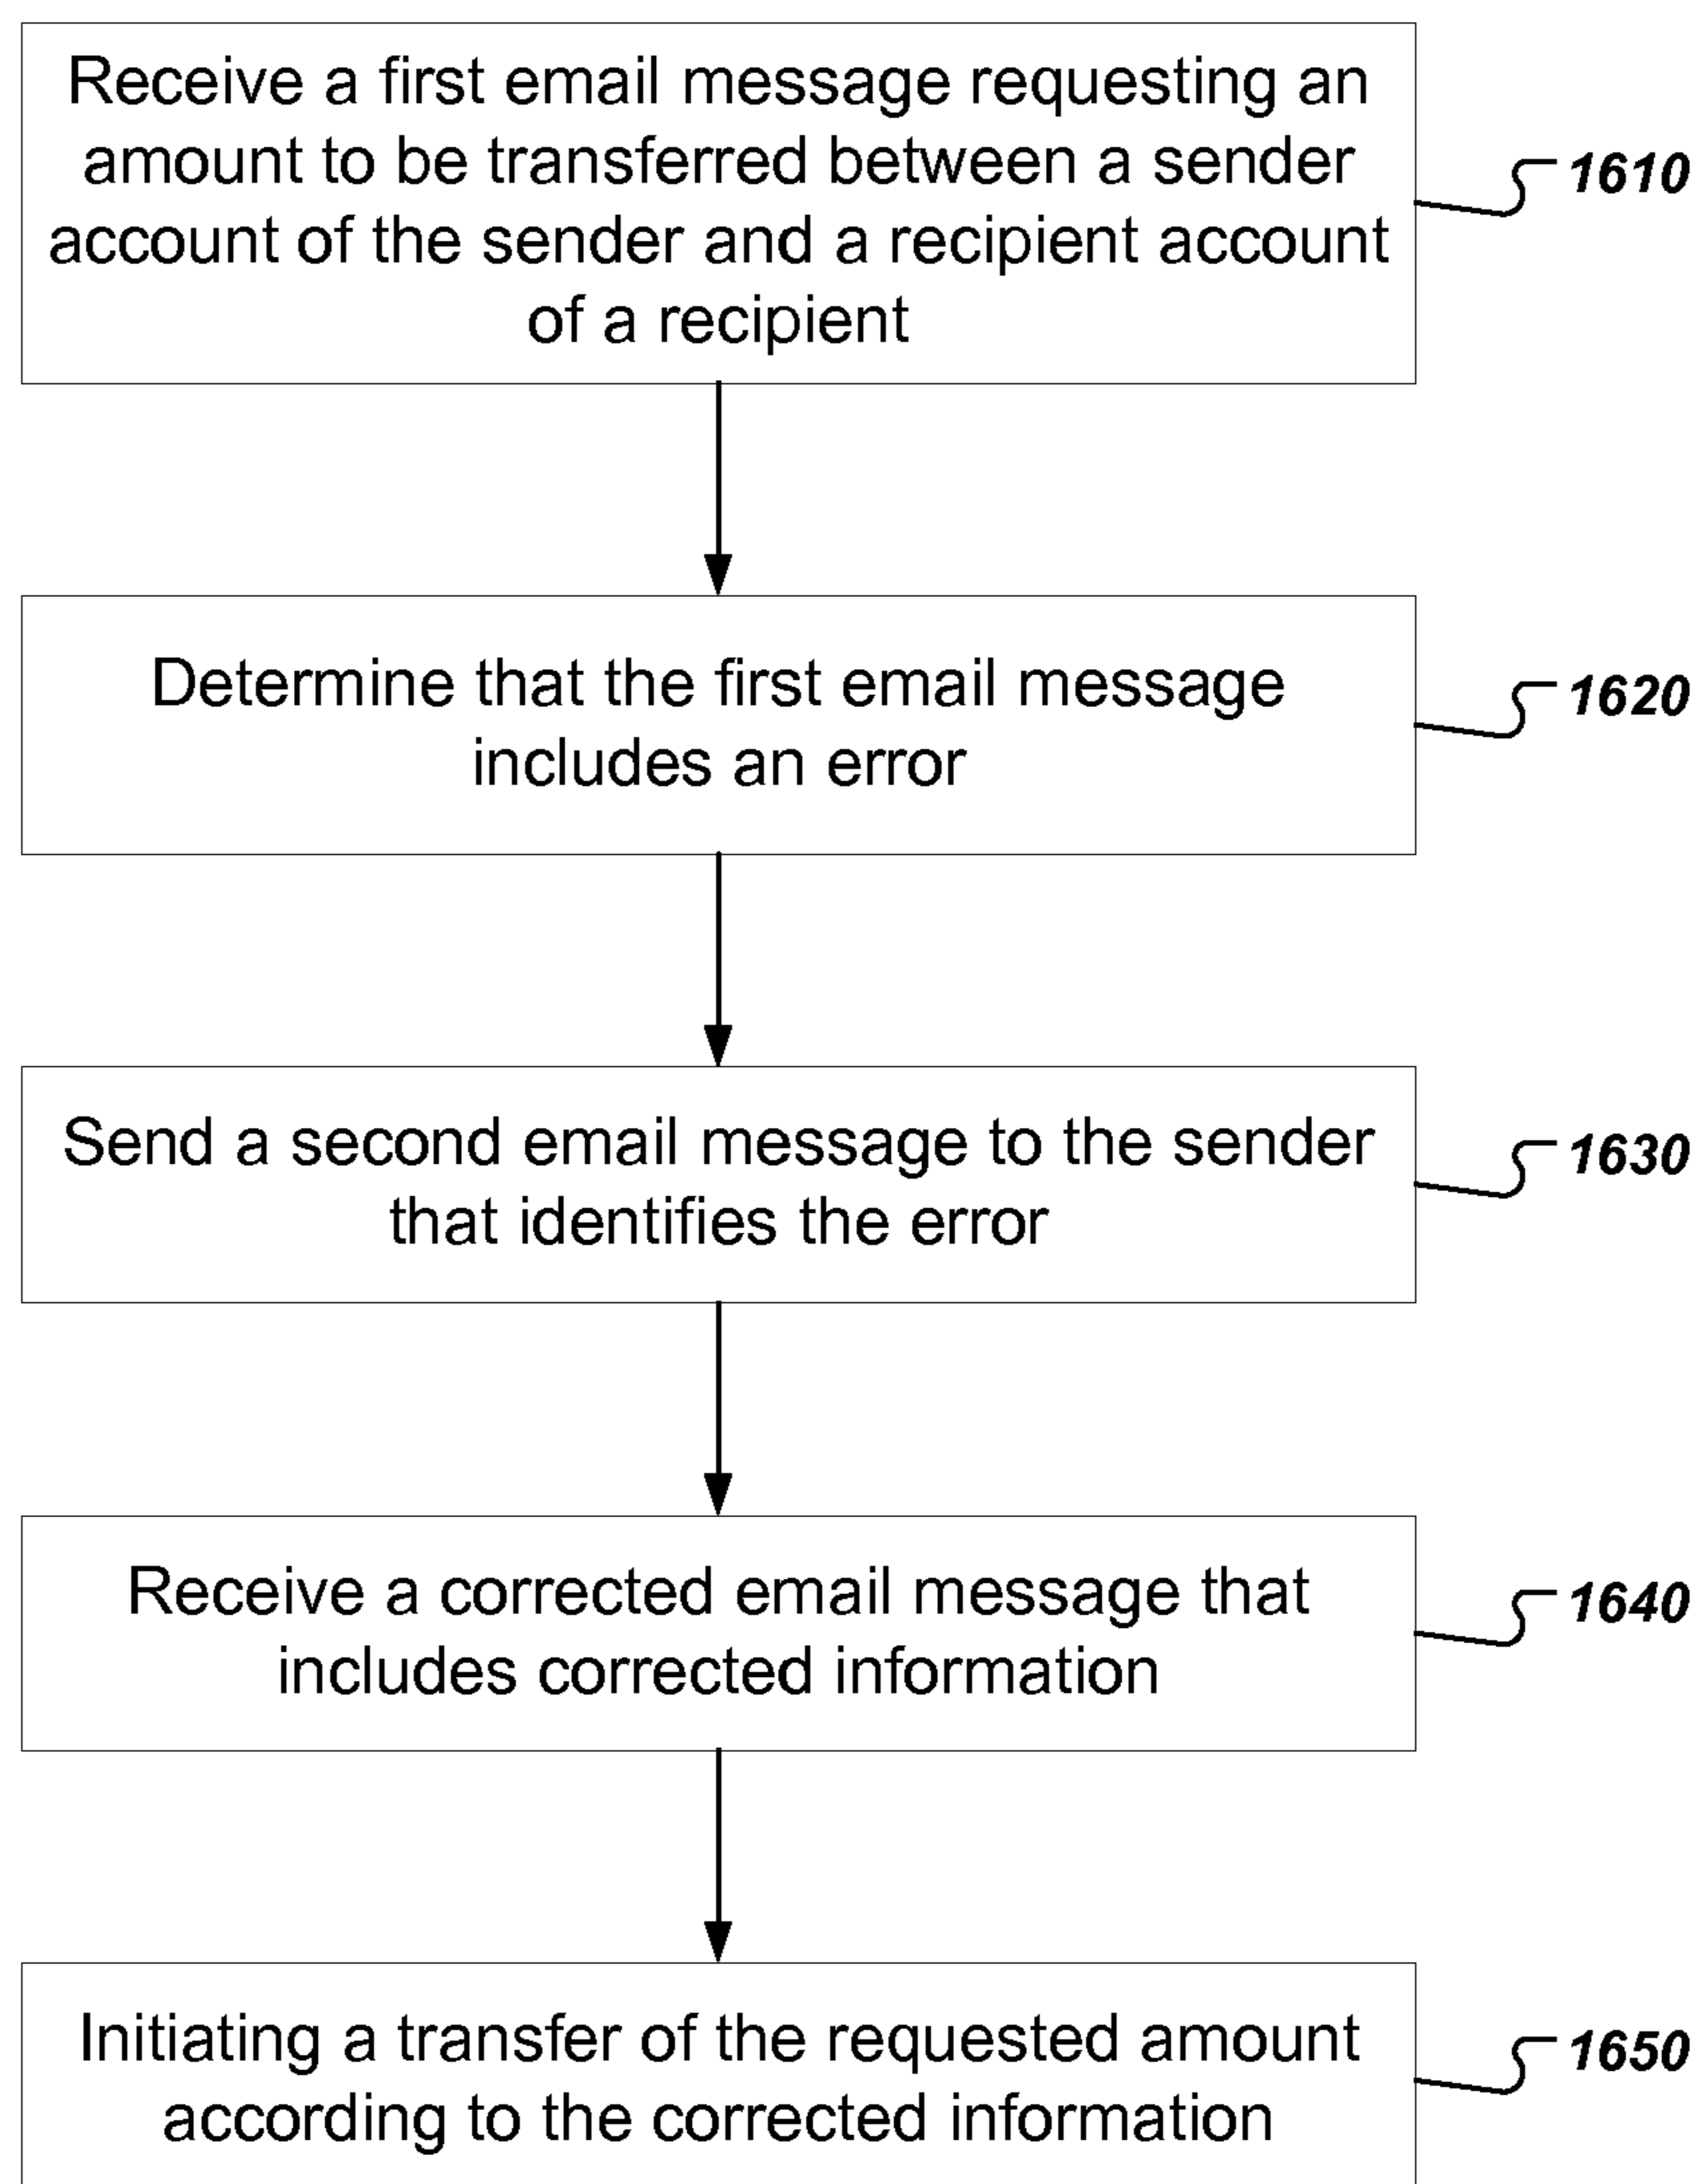 Receive a first email message requesting an
amount to be transferred between a sender
account of the sender and a recipient account
of a recipient
1610
Determine that the first email message
includes an error
1620
Send a second email message to the sender
that identifies the error
1630
Receive a corrected email message that
includes corrected information
1640
Initiating a transfer of the requested amount
according to the corrected information
1650